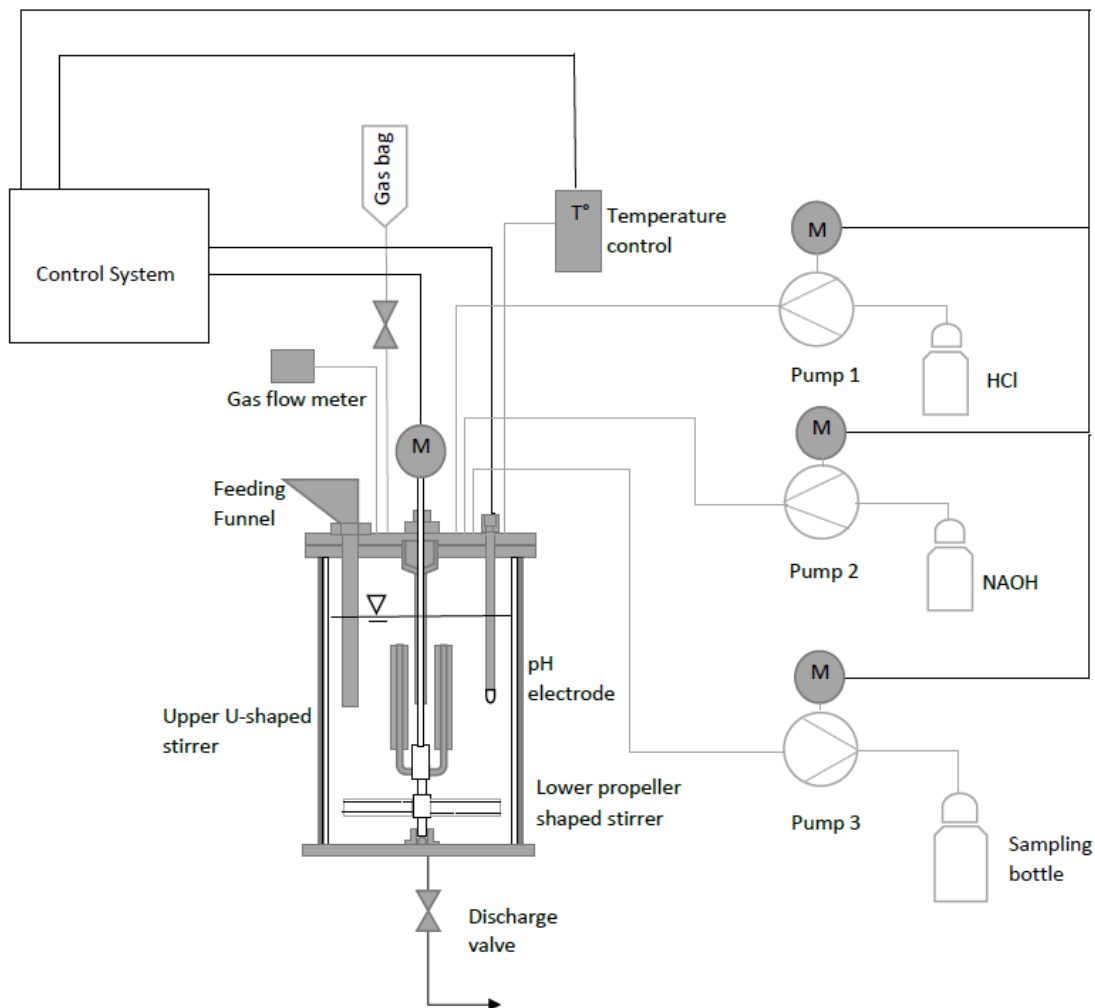 Gas bag
T°
Temperature
control
M
Control System
Pump 1
HCl
Gas flow meter
M
M
Feeding
Funnel
Pump 2
NAOH
pH
electrode
M
Upper U-shaped
stirrer
Lower propeller
shaped stirrer
Pump 3
Sampling
bottle
Discharge
valve